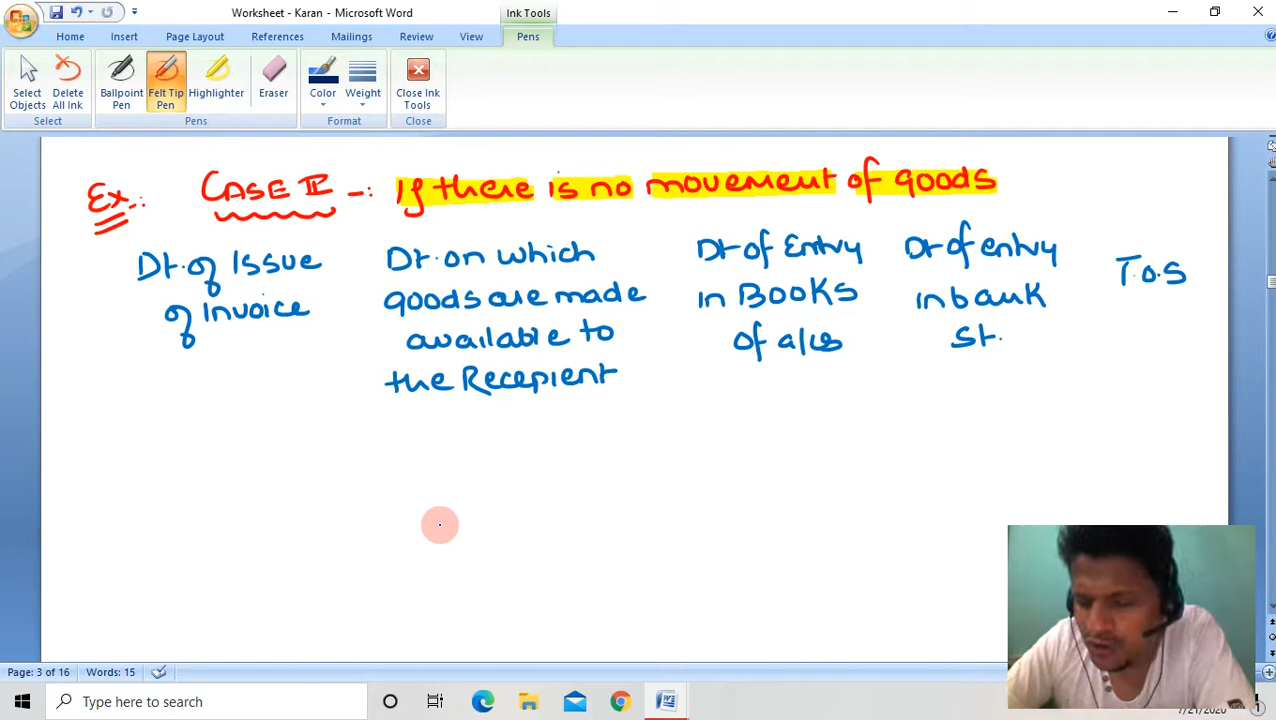 Worksheet - Karan - Microsoft Word
Ink Tools
Home Insert Page Layout References Mailings Review View Pens
Select Objects
Delete All Ink
Ballpoint Pen
Felt Tip Pen
Highlighter
Eraser
Color
Weight
Close Ink Tools
Select Pens Format Close
Ex.: CASE II -: If there is no movement of goods
Dt. of Issue of Invoice
Dt. on which goods are made available to the Recepient
Dt of Entry in Books of a/cs
Dt of entry in bank St.
T.O.S
Page: 3 of 16 Words: 15
Type here to search
7/21/2020